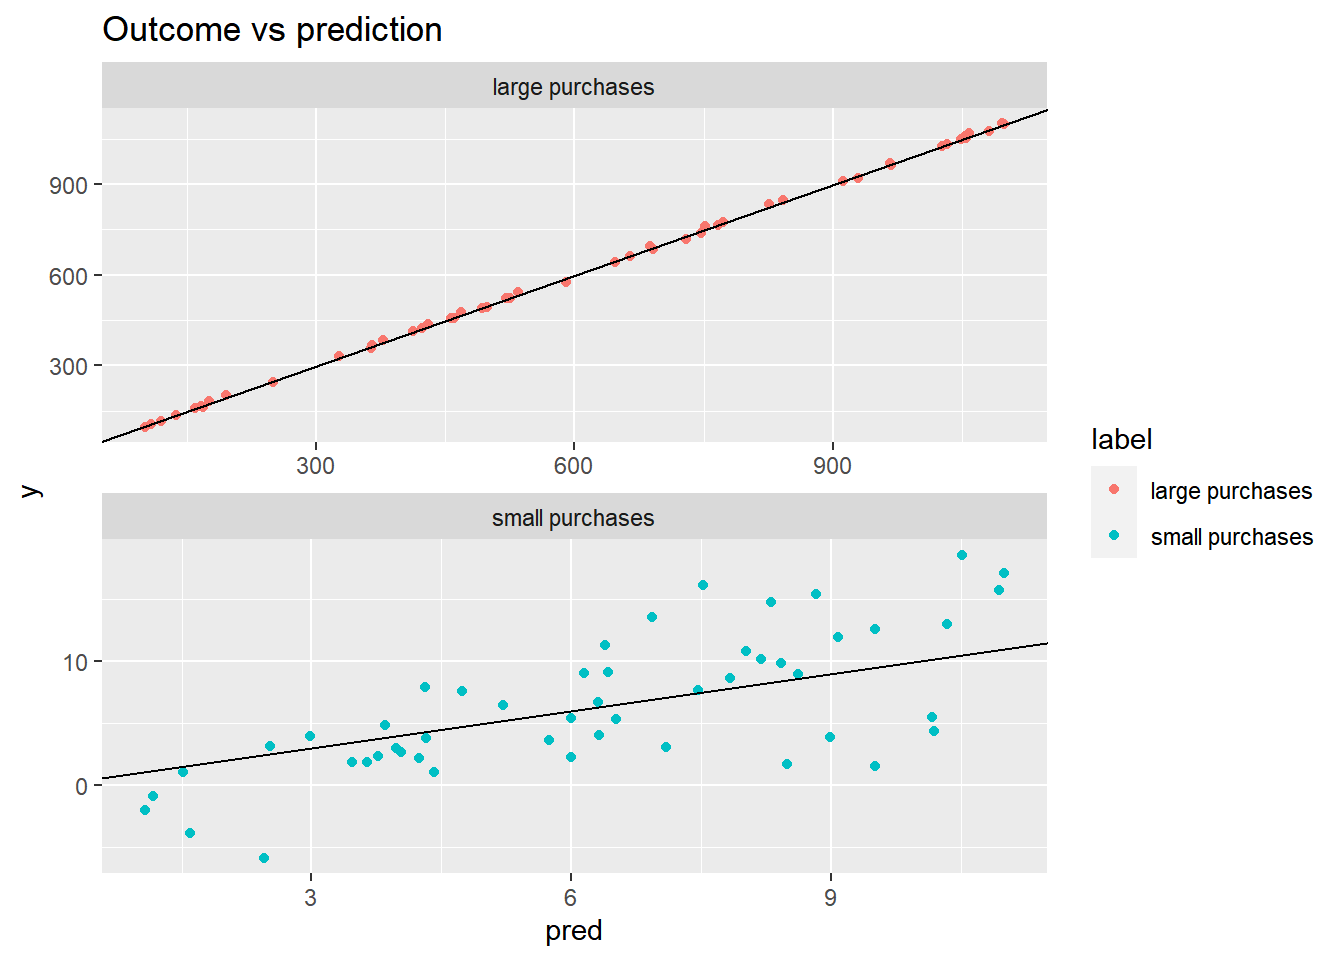 Outcome vs prediction
large purchases
900
600
300
300 600 900
y
small purchases
10
0
3 6 9
pred
label
large purchases
small purchases